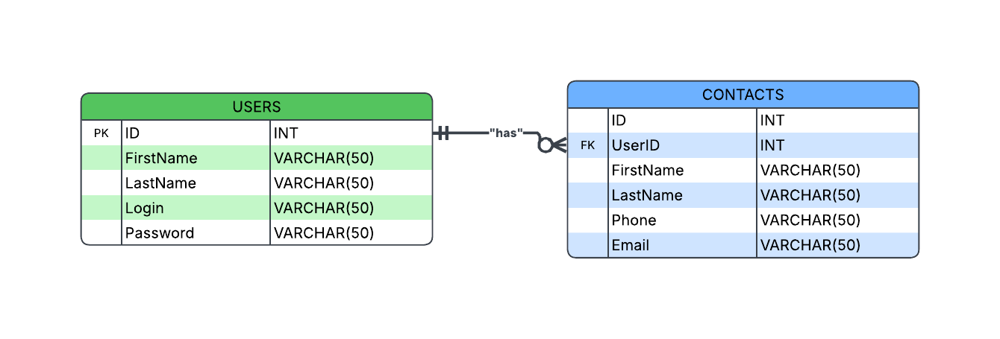 USERS
PK ID INT
FirstName VARCHAR(50)
LastName VARCHAR(50)
Login VARCHAR(50)
Password VARCHAR(50)
"has"
CONTACTS
ID INT
FK UserID INT
FirstName VARCHAR(50)
LastName VARCHAR(50)
Phone VARCHAR(50)
Email VARCHAR(50)